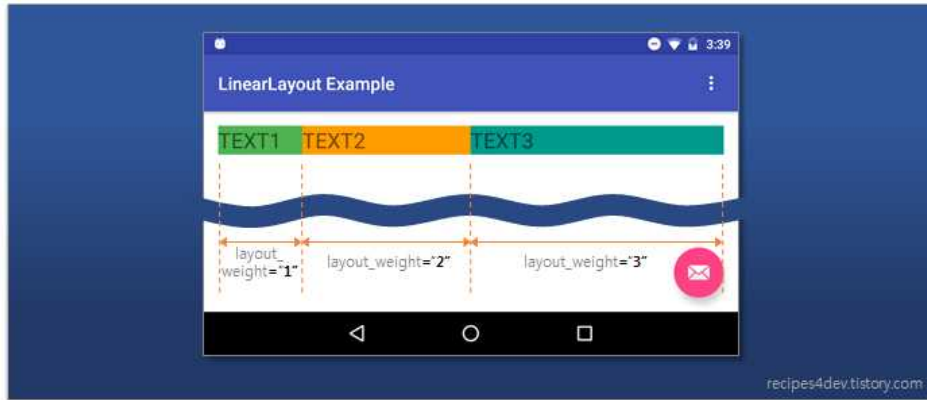 3:39
LinearLayout Example
TEXT1 TEXT2 TEXT3
layout_
weight="1"
layout_weight="2"
layout_weight="3"
recipes4dev.tistory.com